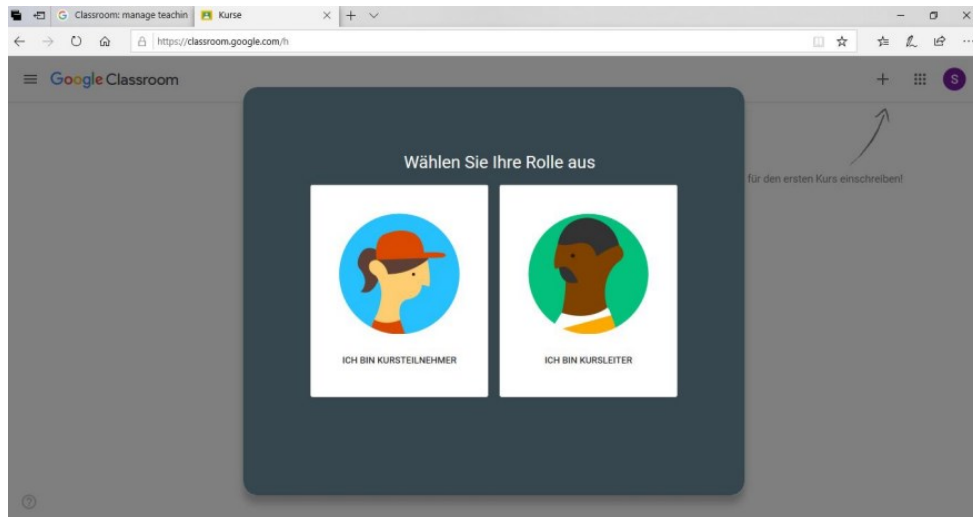 Classroom: manage teachin
Kurse
https://classroom.google.com/h
Google Classroom
S
Wählen Sie Ihre Rolle aus
für den ersten Kurs einschreiben!
ICH BIN KURSTEILNEHMER
ICH BIN KURSLEITER